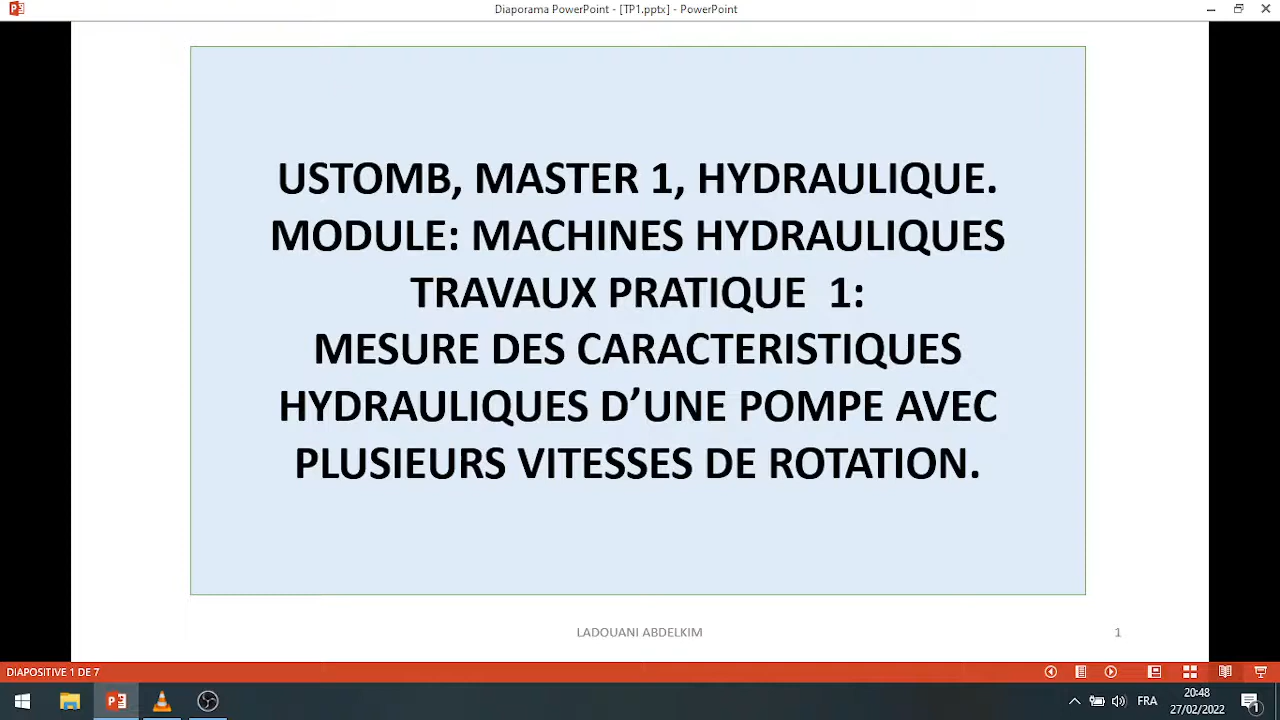 Diaporama PowerPoint - [TP1.pptx] - PowerPoint
USTOMB, MASTER 1, HYDRAULIQUE.
MODULE: MACHINES HYDRAULIQUES
TRAVAUX PRATIQUE 1:
MESURE DES CARACTERISTIQUES
HYDRAULIQUES D’UNE POMPE AVEC
PLUSIEURS VITESSES DE ROTATION.
LADOUANI ABDELKIM
1
DIAPOSITIVE 1 DE 7
FRA
20:48
27/02/2022
1